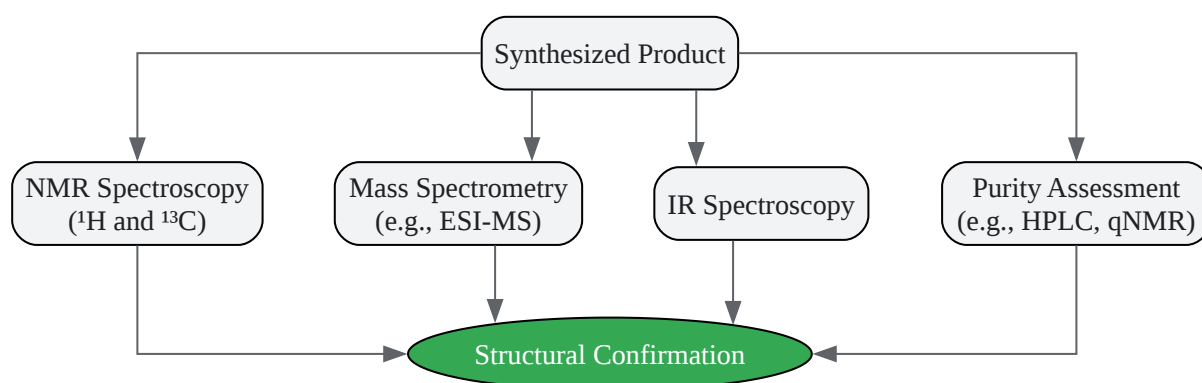 Synthesized Product
NMR Spectroscopy
(¹H and ¹³C)
Mass Spectrometry
(e.g., ESI-MS)
IR Spectroscopy
Purity Assessment
(e.g., HPLC, qNMR)
Structural Confirmation